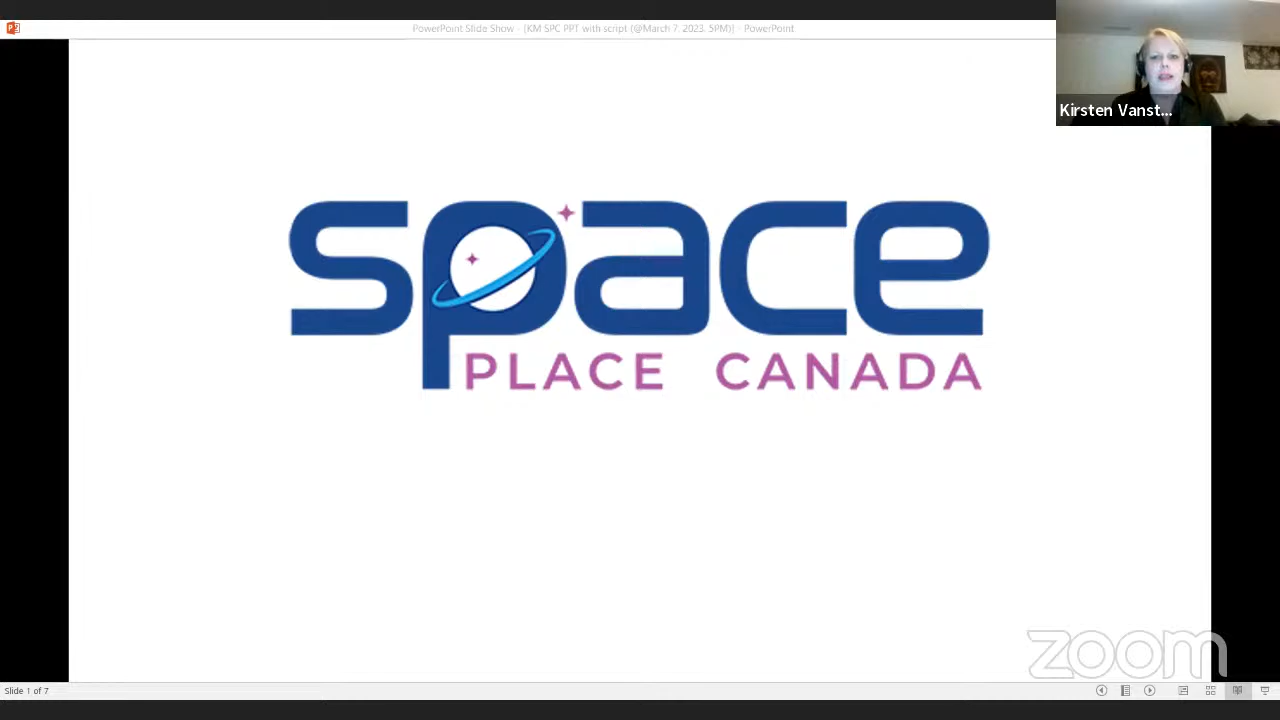 PowerPoint Slide Show - [KM SPC PPT with script (@March 7, 2023, 5PM)] - PowerPoint
Kirsten Vanst...
space
PLACE CANADA
zoom
Slide 1 of 7